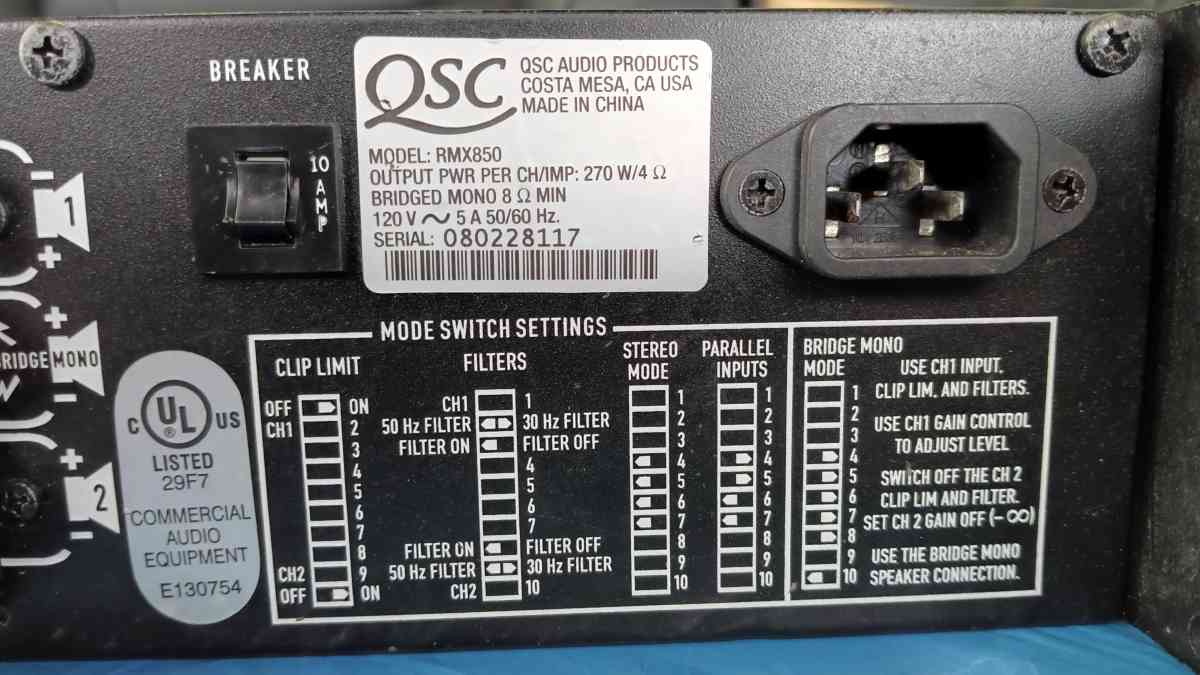 BREAKER
10
AMP
QSC
QSC AUDIO PRODUCTS
COSTA MESA, CA USA
MADE IN CHINA
MODEL: RMX850
OUTPUT PWR PER CH/IMP: 270 W/4 Ω
BRIDGED MONO 8 Ω MIN
120 V ~ 5 A 50/60 Hz.
SERIAL: 080228117
1
+
+
BRIDGE MONO
+
2
C UL ® US
LISTED
29F7
COMMERCIAL
AUDIO
EQUIPMENT
E130754
MODE SWITCH SETTINGS
CLIP LIMIT
OFF ON
CH1 2
3
4
5
6
7
8
CH2 9
OFF ON
FILTERS
CH1 1
50 Hz FILTER 30 Hz FILTER
FILTER ON FILTER OFF
4
5
6
7
FILTER ON FILTER OFF
50 Hz FILTER 30 Hz FILTER
CH2 10
STEREO
MODE
1
2
3
4
5
6
7
8
9
10
PARALLEL
INPUTS
1
2
3
4
5
6
7
8
9
10
BRIDGE MONO
MODE
1
2
3
4
5
6
7
8
9
10
USE CH1 INPUT,
CLIP LIM, AND FILTERS.
USE CH1 GAIN CONTROL
TO ADJUST LEVEL
SWITCH OFF THE CH 2
CLIP LIM AND FILTER.
SET CH 2 GAIN OFF (-∞)
USE THE BRIDGE MONO
SPEAKER CONNECTION.